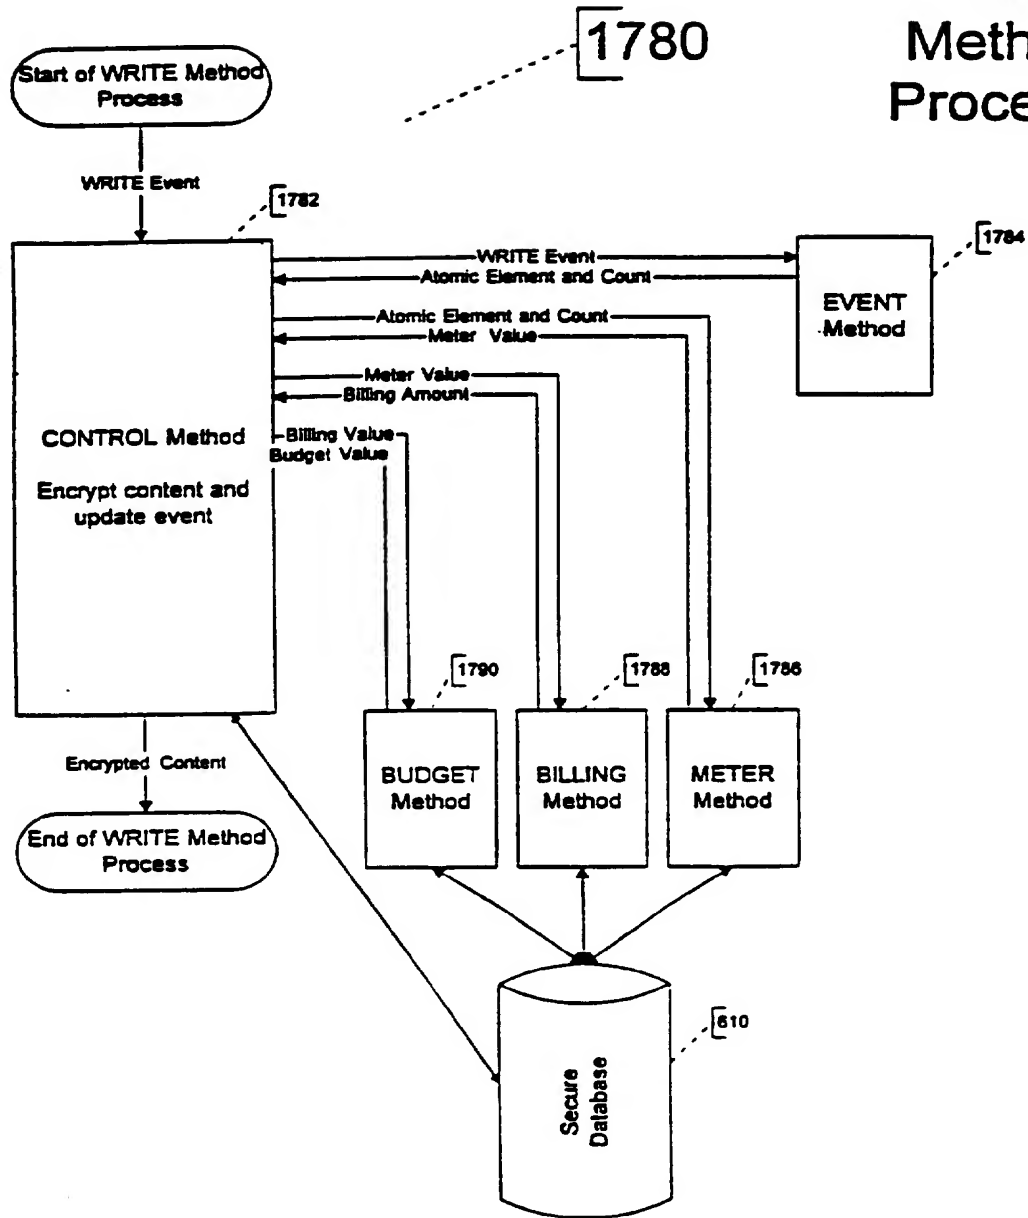 1780
Meth
Proce
Start of WRITE Method
Process
WRITE Event
1782
WRITE Event
Atomic Element and Count
1784
EVENT
Method
Atomic Element and Count
Meter Value
Meter Value
Billing Amount
Billing Value
Budget Value
CONTROL Method
Encrypt content and
update event
1790
1788
1786
BUDGET
Method
BILLING
Method
METER
Method
Encrypted Content
End of WRITE Method
Process
610
Secure
Database